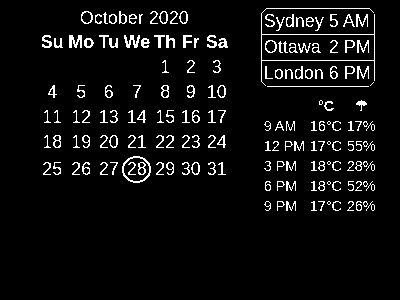 October 2020
Su Mo Tu We Th Fr Sa
1 2 3
4 5 6 7 8 9 10
11 12 13 14 15 16 17
18 19 20 21 22 23 24
25 26 27 28 29 30 31
Sydney 5 AM
Ottawa 2 PM
London 6 PM
°C ☂
9 AM 16°C 17%
12 PM 17°C 55%
3 PM 18°C 28%
6 PM 18°C 52%
9 PM 17°C 26%